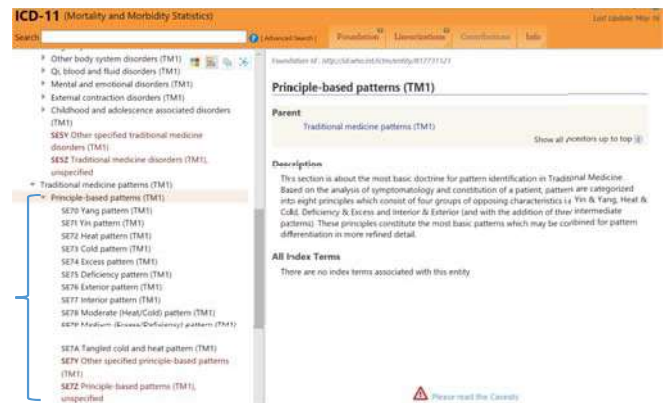 ICD-11 (Mortality and Morbidity Statistics)
Last update: May 16
Search
( Advanced Search )
Foundation
Linearizations
Contributions
Info
Other body system disorders (TM1)
Qi, blood and fluid disorders (TM1)
Mental and emotional disorders (TM1)
External contraction disorders (TM1)
Childhood and adolescence associated disorders
(TM1)
SE5Y Other specified traditional medicine
disorders (TM1)
SE5Z Traditional medicine disorders (TM1),
unspecified
Traditional medicine patterns (TM1)
Principle-based patterns (TM1)
SE70 Yang pattern (TM1)
SE71 Yin pattern (TM1)
SE72 Heat pattern (TM1)
SE73 Cold pattern (TM1)
SE74 Excess pattern (TM1)
SE75 Deficiency pattern (TM1)
SE76 Exterior pattern (TM1)
SE77 Interior pattern (TM1)
SE78 Moderate (Heat/Cold) pattern (TM1)
SE79 Medium (Excess/Deficiency) pattern (TM1)
SE7A Tangled cold and heat pattern (TM1)
SE7Y Other specified principle-based patterns
(TM1)
SE7Z Principle-based patterns (TM1),
unspecified
Foundation Id :
Principle-based patterns (TM1)
Parent
Traditional medicine patterns (TM1)
Show all ancestors up to top
Description
This section is about the most basic doctrine for pattern identification in Traditional Medicine.
Based on the analysis of symptomatology and constitution of a patient, pattern are categorized
into eight principles which consist of four groups of opposing characteristics i.e. Yin & Yang, Heat &
Cold, Deficiency & Excess and Interior & Exterior (and with the addition of their intermediate
patterns). These principles constitute the most basic patterns which may be combined for pattern
differentiation in more refined detail.
All Index Terms
There are no index terms associated with this entity
Please read the Caveats